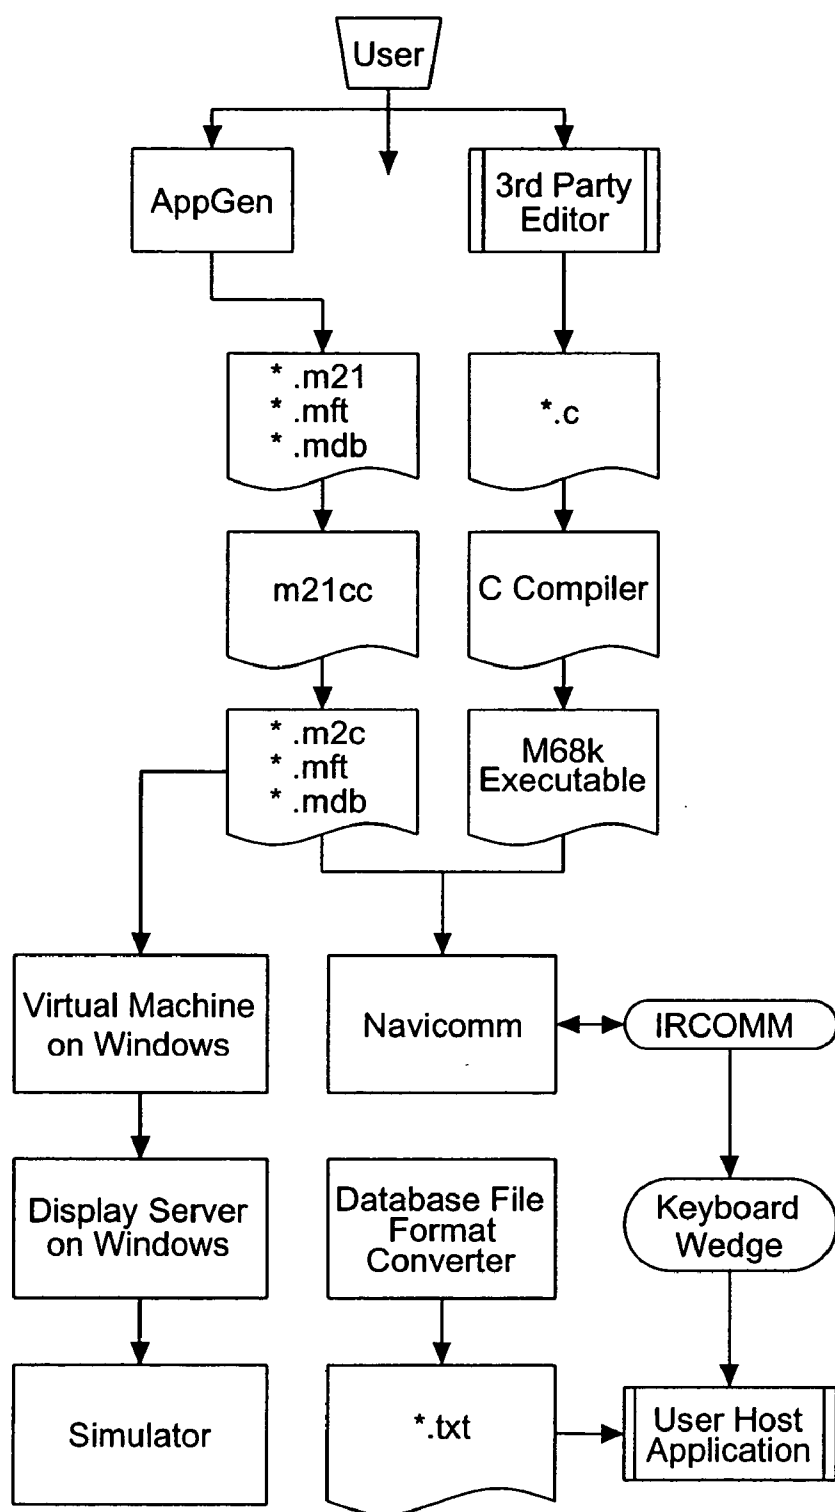 User
AppGen
3rd Party
Editor
* .m21
* .mft
* .mdb
*.c
m21cc
C Compiler
* .m2c
* .mft
* .mdb
M68k
Executable
Virtual Machine
on Windows
Navicomm
IRCOMM
Display Server
on Windows
Database File
Format
Converter
Keyboard
Wedge
Simulator
*.txt
User Host
Application